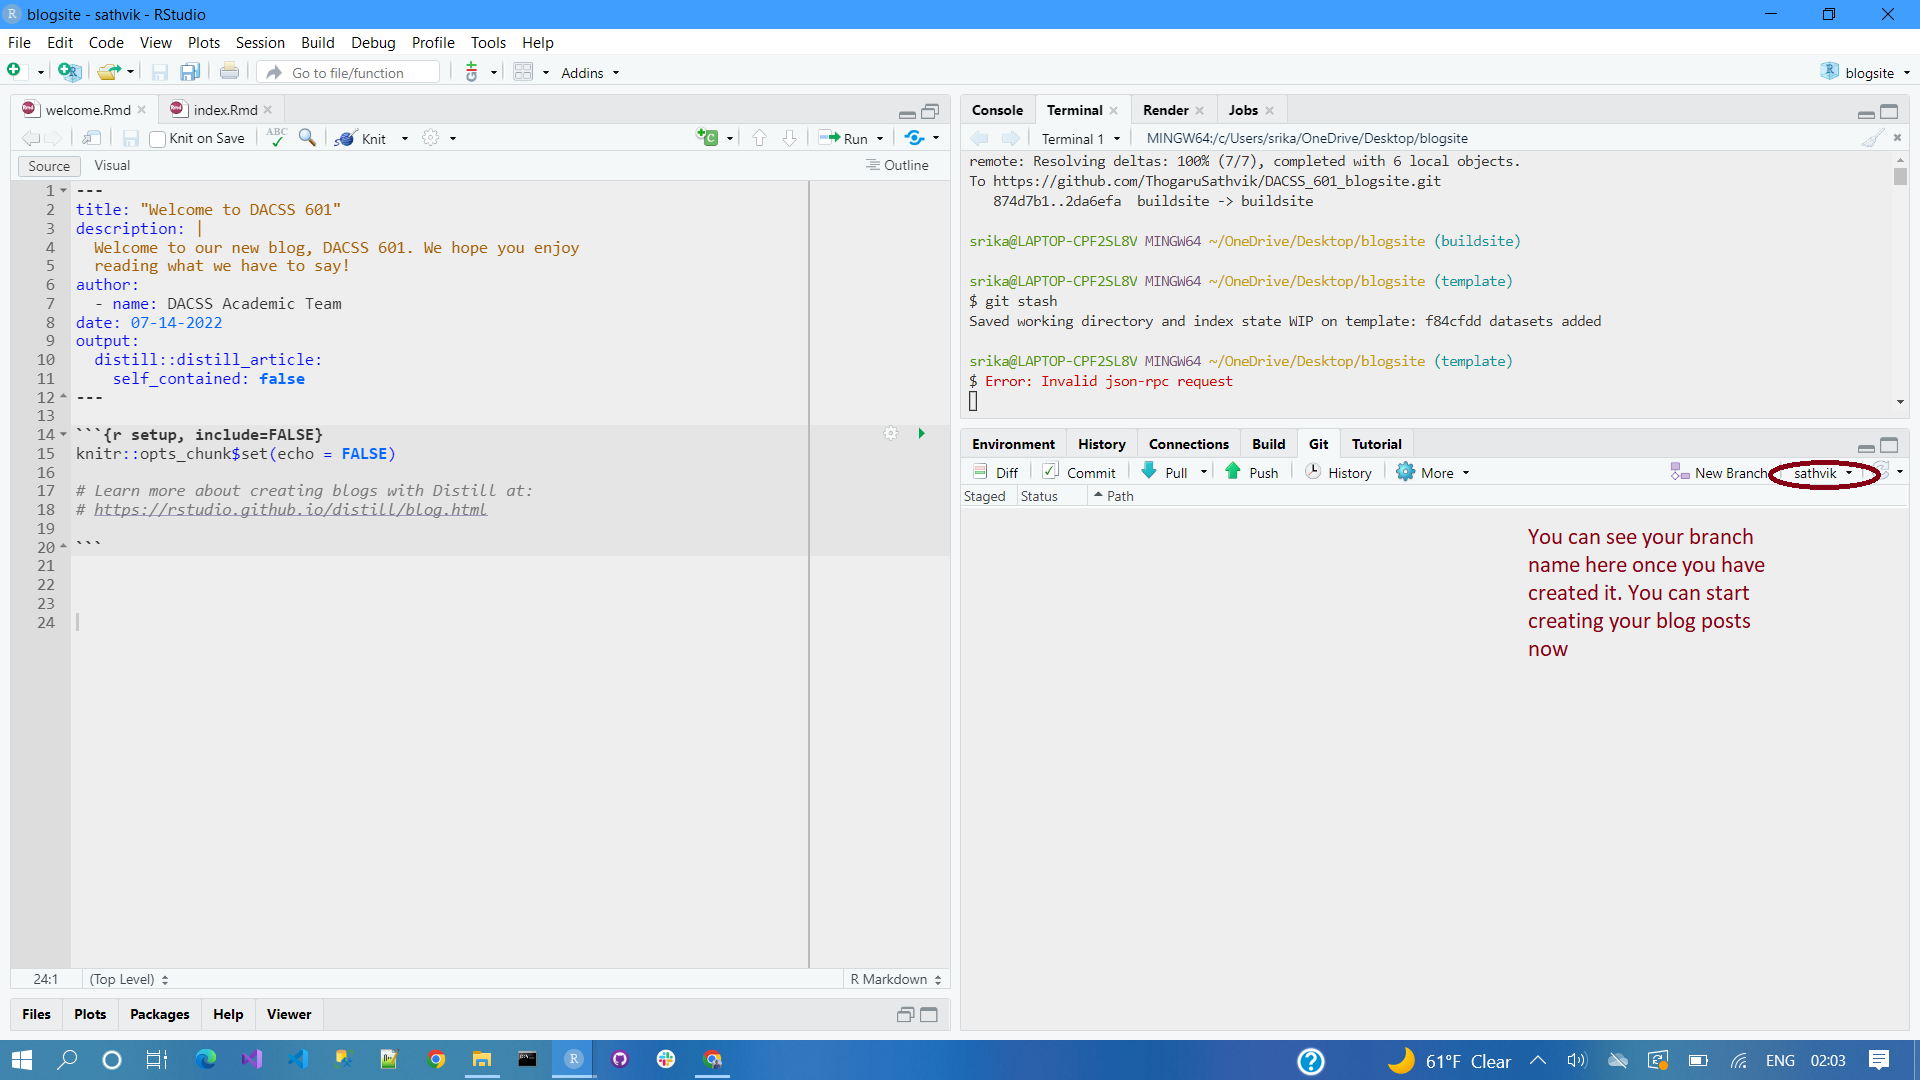 blogsite - sathvik - RStudio
File Edit Code View Plots Session Build Debug Profile Tools Help
Go to file/function Addins blogsite
welcome.Rmd index.Rmd
Knit on Save ABC Knit Run
Source Visual Outline
1 ---
2 title: "Welcome to DACSS 601"
3 description: |
4 Welcome to our new blog, DACSS 601. We hope you enjoy
5 reading what we have to say!
6 author:
7 - name: DACSS Academic Team
8 date: 07-14-2022
9 output:
10 distill::distill_article:
11 self_contained: false
12 ---
13
14 ```{r setup, include=FALSE}
15 knitr::opts_chunk$set(echo = FALSE)
16
17 # Learn more about creating blogs with Distill at:
18 # https://rstudio.github.io/distill/blog.html
19
20 ```
21
22
23
24
24:1 (Top Level) R Markdown
Files Plots Packages Help Viewer
Console Terminal Render Jobs
Terminal 1 MINGW64:/c/Users/srika/OneDrive/Desktop/blogsite
remote: Resolving deltas: 100% (7/7), completed with 6 local objects.
To https://github.com/ThogaruSathvik/DACSS_601_blogsite.git
874d7b1..2da6efa buildsite -> buildsite
srika@LAPTOP-CPF2SL8V MINGW64 ~/OneDrive/Desktop/blogsite (buildsite)
srika@LAPTOP-CPF2SL8V MINGW64 ~/OneDrive/Desktop/blogsite (template)
$ git stash
Saved working directory and index state WIP on template: f84cfdd datasets added
srika@LAPTOP-CPF2SL8V MINGW64 ~/OneDrive/Desktop/blogsite (template)
$ Error: Invalid json-rpc request
Environment History Connections Build Git Tutorial
Diff Commit Pull Push History More New Branch sathvik
Staged Status Path
You can see your branch
name here once you have
created it. You can start
creating your blog posts
now
61°F Clear ENG 02:03